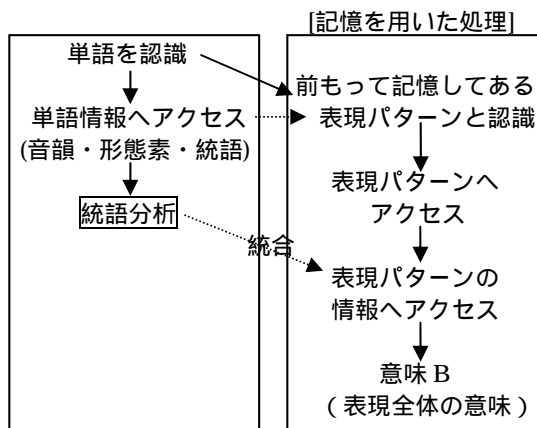 [記憶を用いた処理]
単語を認識
単語情報へアクセス
(音韻・形態素・統語)
統語分析
統合
前もって記憶してある
表現パターンと認識
表現パターンへ
アクセス
表現パターンの
情報へアクセス
意味 B
(表現全体の意味)